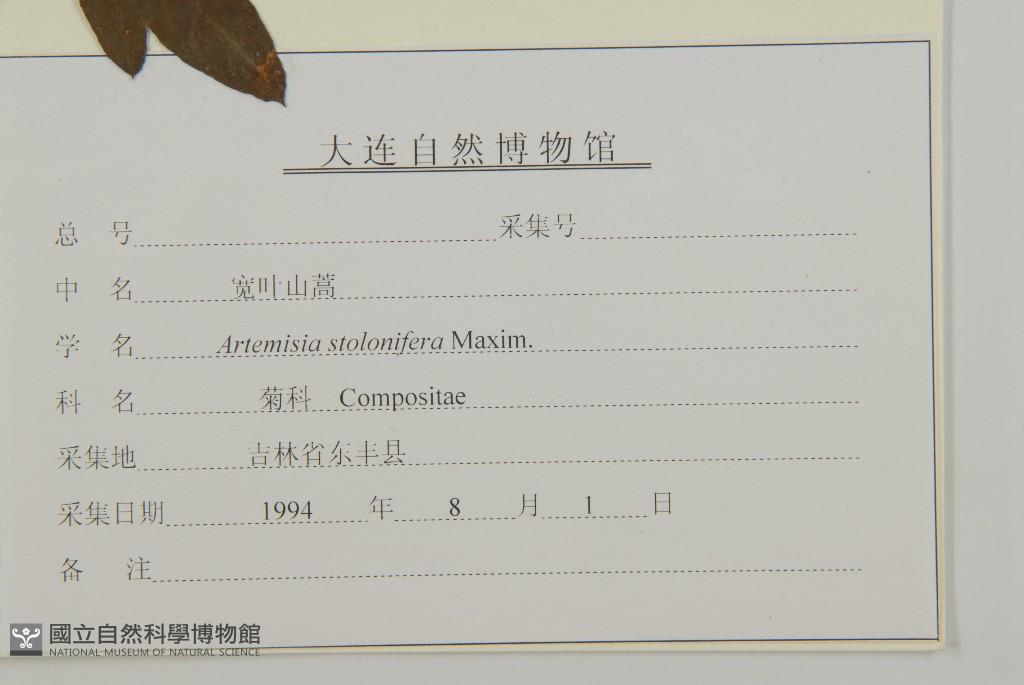 大连自然博物馆
总 号 采集号
中 名 宽叶山蒿
学 名 Artemisia stolonifera Maxim.
科 名 菊科 Compositae
采集地 吉林省东丰县
采集日期 1994 年 8 月 1 日
备 注
國立自然科學博物館
NATIONAL MUSEUM OF NATURAL SCIENCE